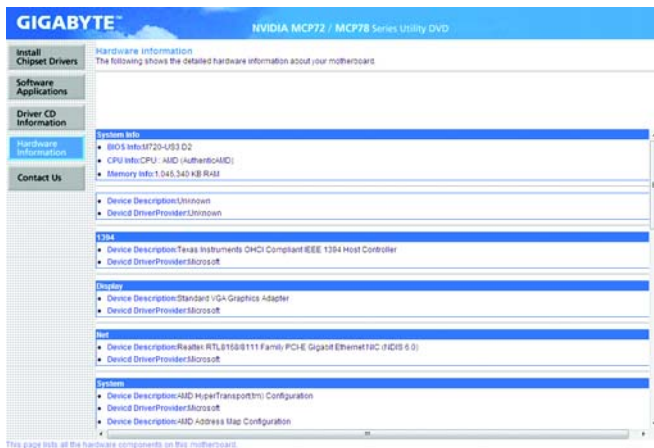 GIGABYTE™
NVIDIA MCP72 / MCP78 Series Utility DVD
Install
Chipset Drivers
Software
Applications
Driver CD
Information
Hardware
Information
Contact Us
Hardware Information
The following shows the detailed hardware information about your motherboard.
System Info
• BIOS Info:M720-US3 D2
• CPU Info:CPU : AMD (AuthenticAMD)
• Memory Info:1,045,340 KB RAM
• Device Description:Unknown
• Devicd DriverProvider:Unknown
1394
• Device Description:Texas Instruments OHCI Compliant IEEE 1394 Host Controller
• Devicd DriverProvider:Microsoft
Display
• Device Description:Standard VGA Graphics Adapter
• Devicd DriverProvider:Microsoft
Net
• Device Description:Realtek RTL8168/8111 Family PCI-E Gigabit Ethernet NIC (NDIS 6.0)
• Devicd DriverProvider:Microsoft
System
• Device Description:AMD HyperTransport(tm) Configuration
• Devicd DriverProvider:Microsoft
• Device Description:AMD Address Map Configuration
This page lists all the hardware components on this motherboard.